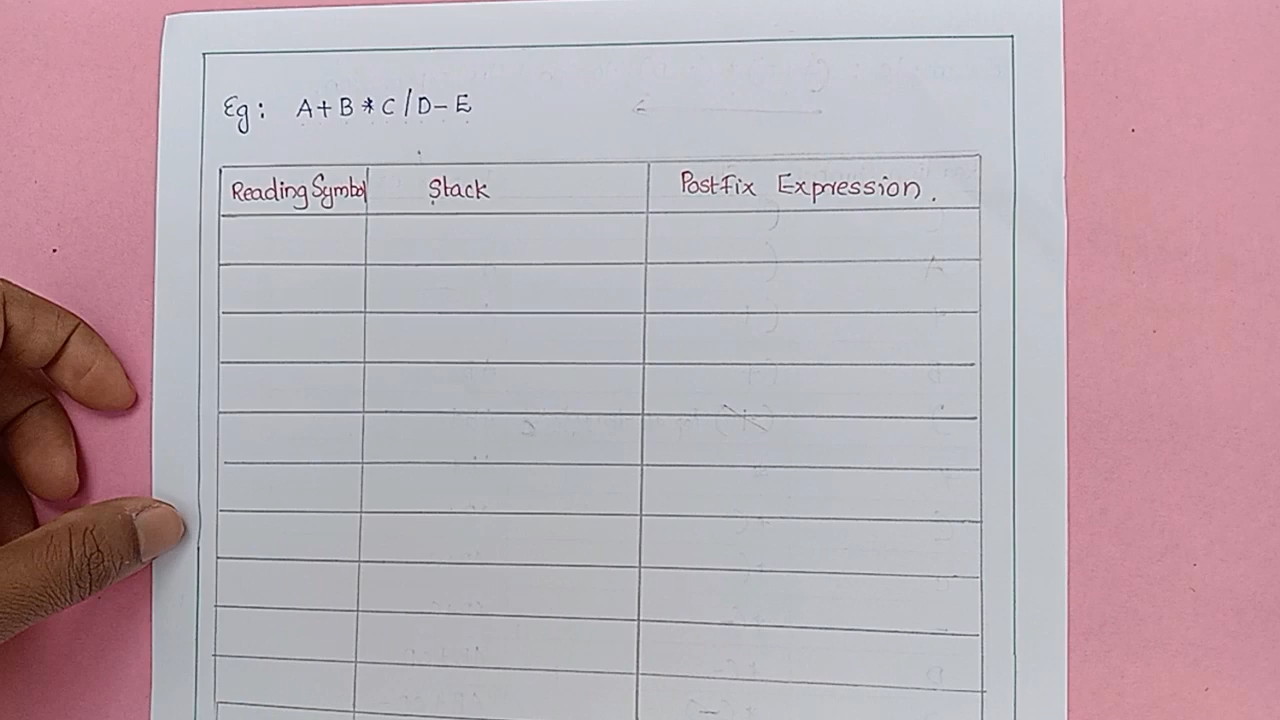 Eg: A+B*C/D-E
Reading Symbol Stack Postfix Expression.